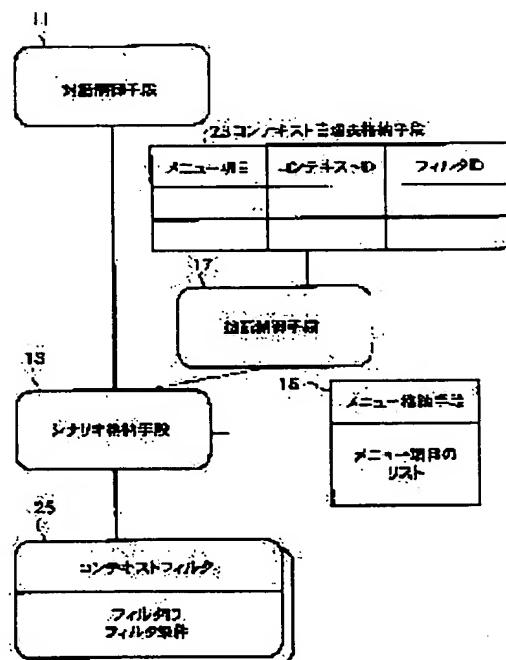 11
対話制御手段
23 コンテキスト管理表格納手段
メニュー項目 コンテキストID フィルタID
17
制御手段
13
シナリオ格納手段
メニュー格納手段
メニュー項目の
リスト
25
コンテキストフィルタ
フィルタID
フィルタ条件